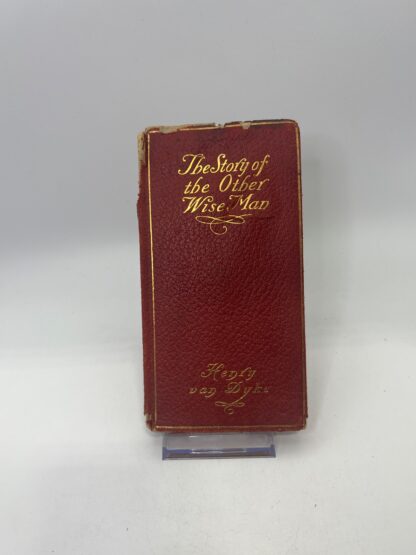 The Story of
the Other
Wise Man
Henry
van Dyke